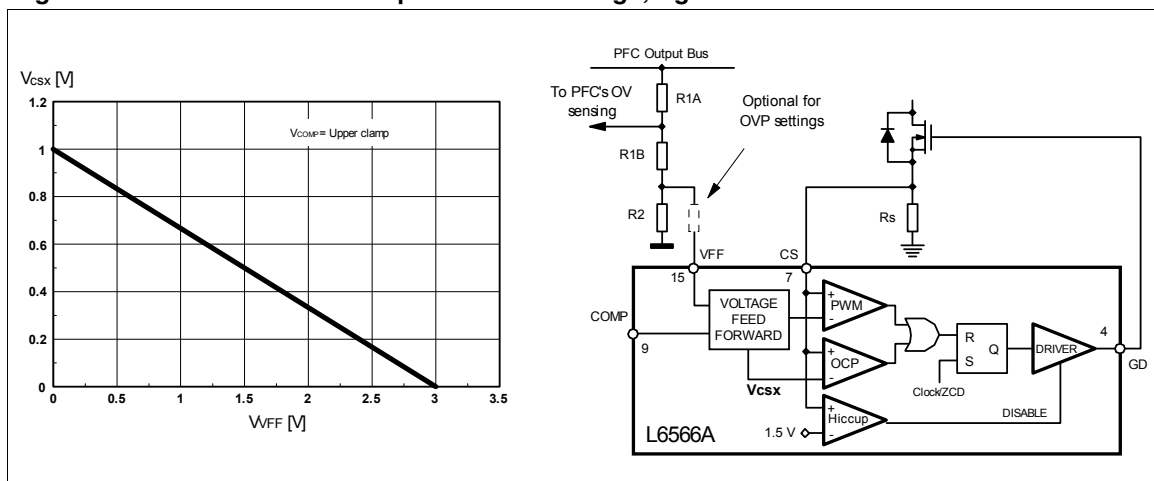 Vcsx [V]
1.2
1
0.8
0.6
0.4
0.2
0
VCOMP = Upper clamp
0
0.5
1
1.5
2
2.5
3
3.5
VVFF [V]
PFC Output Bus
To PFC's OV
sensing
R1A
Optional for
OVP settings
R1B
R2
Rs
VFF
CS
15
7
COMP
9
VOLTAGE
FEED
FORWARD
+
PWM
-
+
OCP
-
Vcsx
R
S
Q
Clock/ZCD
DRIVER
4
GD
DISABLE
+
Hiccup
-
1.5 V
L6566A